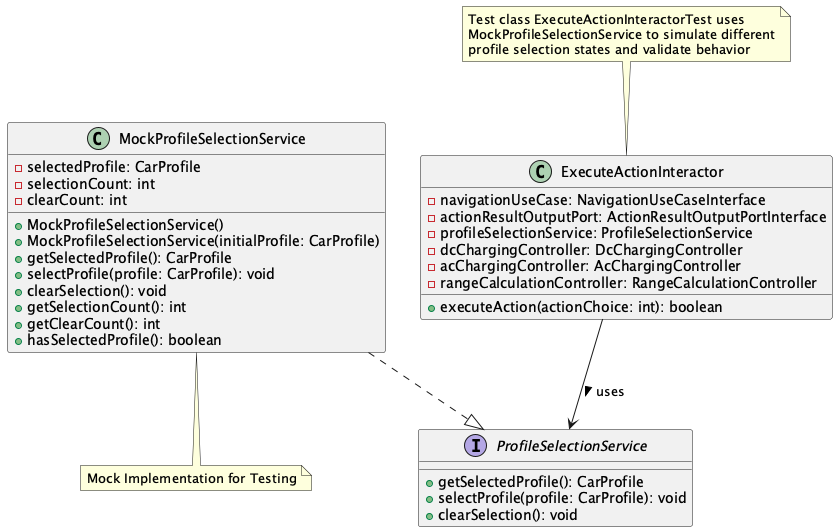 Test class ExecuteActionInteractorTest uses
MockProfileSelectionService to simulate different
profile selection states and validate behavior
C MockProfileSelectionService
selectedProfile: CarProfile
selectionCount: int
clearCount: int
MockProfileSelectionService()
MockProfileSelectionService(initialProfile: CarProfile)
getSelectedProfile(): CarProfile
selectProfile(profile: CarProfile): void
clearSelection(): void
getSelectionCount(): int
getClearCount(): int
hasSelectedProfile(): boolean
C ExecuteActionInteractor
navigationUseCase: NavigationUseCaseInterface
actionResultOutputPort: ActionResultOutputPortInterface
profileSelectionService: ProfileSelectionService
dcChargingController: DcChargingController
acChargingController: AcChargingController
rangeCalculationController: RangeCalculationController
executeAction(actionChoice: int): boolean
uses
Mock Implementation for Testing
I ProfileSelectionService
getSelectedProfile(): CarProfile
selectProfile(profile: CarProfile): void
clearSelection(): void